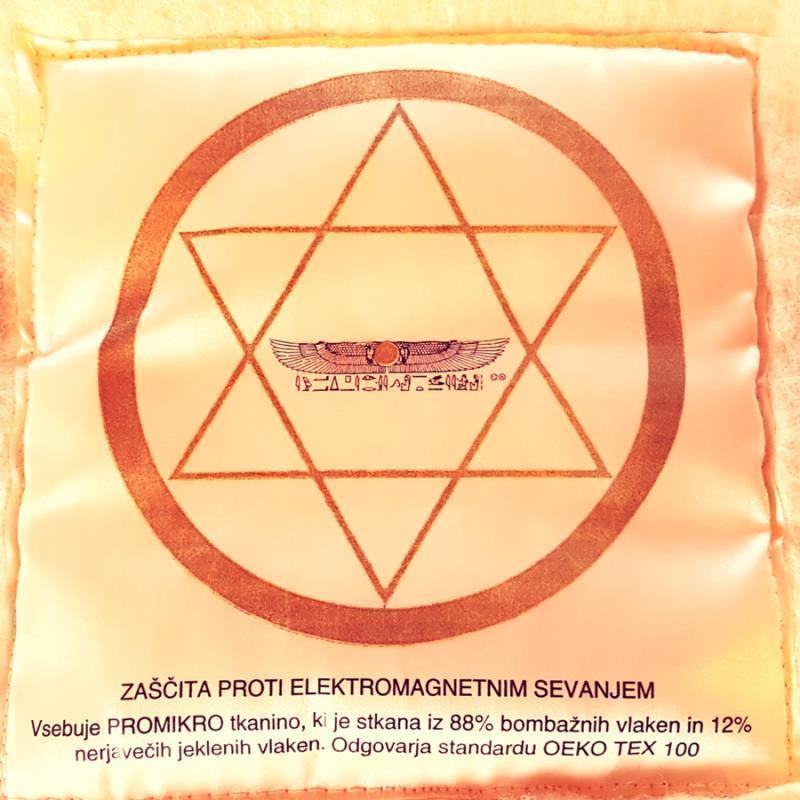 ZAŠČITA PROTI ELEKTROMAGNETNIM SEVANJEM
Vsebuje PROMIKRO tkanino, ki je stkana iz 88% bombažnih vlaken in 12%
nerjavečih jeklenih vlaken. Odgovarja standardu OEKO TEX 100